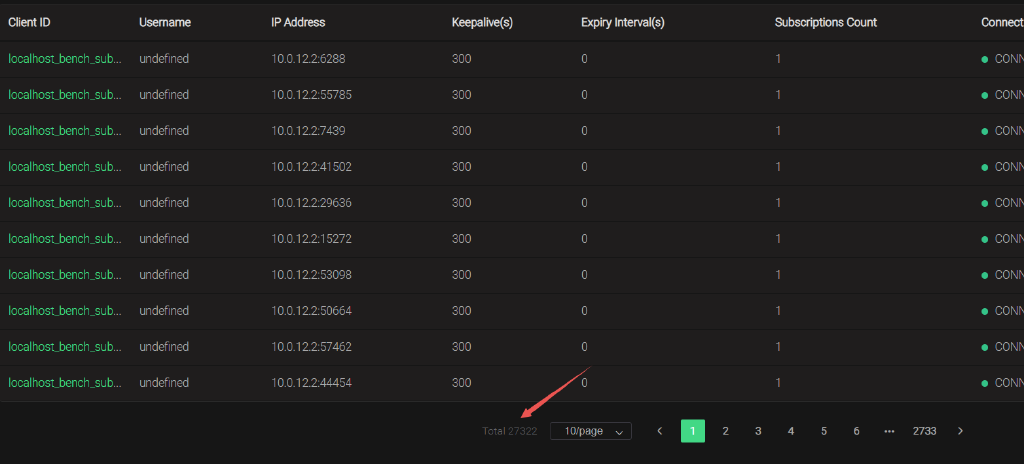 Client ID Username IP Address Keepalive(s) Expiry Interval(s) Subscriptions Count Connect
localhost_bench_sub... undefined 10.0.12.2:6288 300 0 1 CONN
localhost_bench_sub... undefined 10.0.12.2:55785 300 0 1 CONN
localhost_bench_sub... undefined 10.0.12.2:7439 300 0 1 CONN
localhost_bench_sub... undefined 10.0.12.2:41502 300 0 1 CONN
localhost_bench_sub... undefined 10.0.12.2:29636 300 0 1 CONN
localhost_bench_sub... undefined 10.0.12.2:15272 300 0 1 CONN
localhost_bench_sub... undefined 10.0.12.2:53098 300 0 1 CONN
localhost_bench_sub... undefined 10.0.12.2:50664 300 0 1 CONN
localhost_bench_sub... undefined 10.0.12.2:57462 300 0 1 CONN
localhost_bench_sub... undefined 10.0.12.2:44454 300 0 1 CONN
Total 27322 10/page 1 2 3 4 5 6 ••• 2733